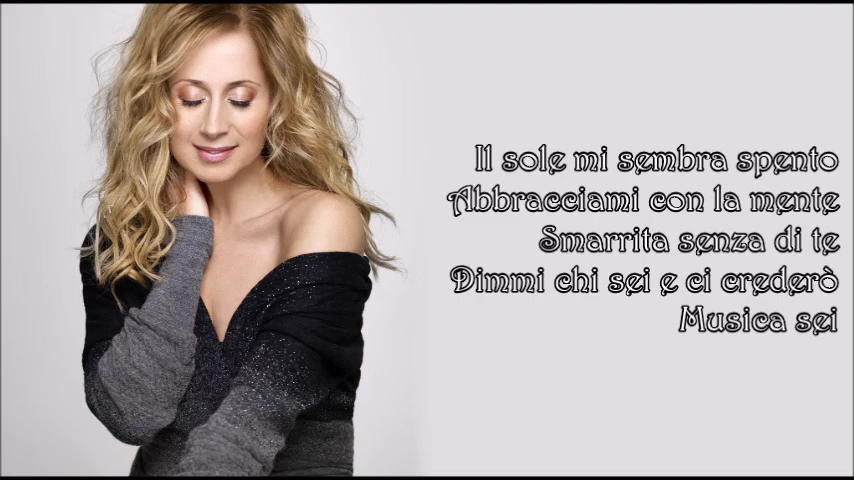 Il sole mi sembra spento
Abbracciami con la mente
Smarrita senza di te
Dimmi chi sei e ci crederò
Musica sei